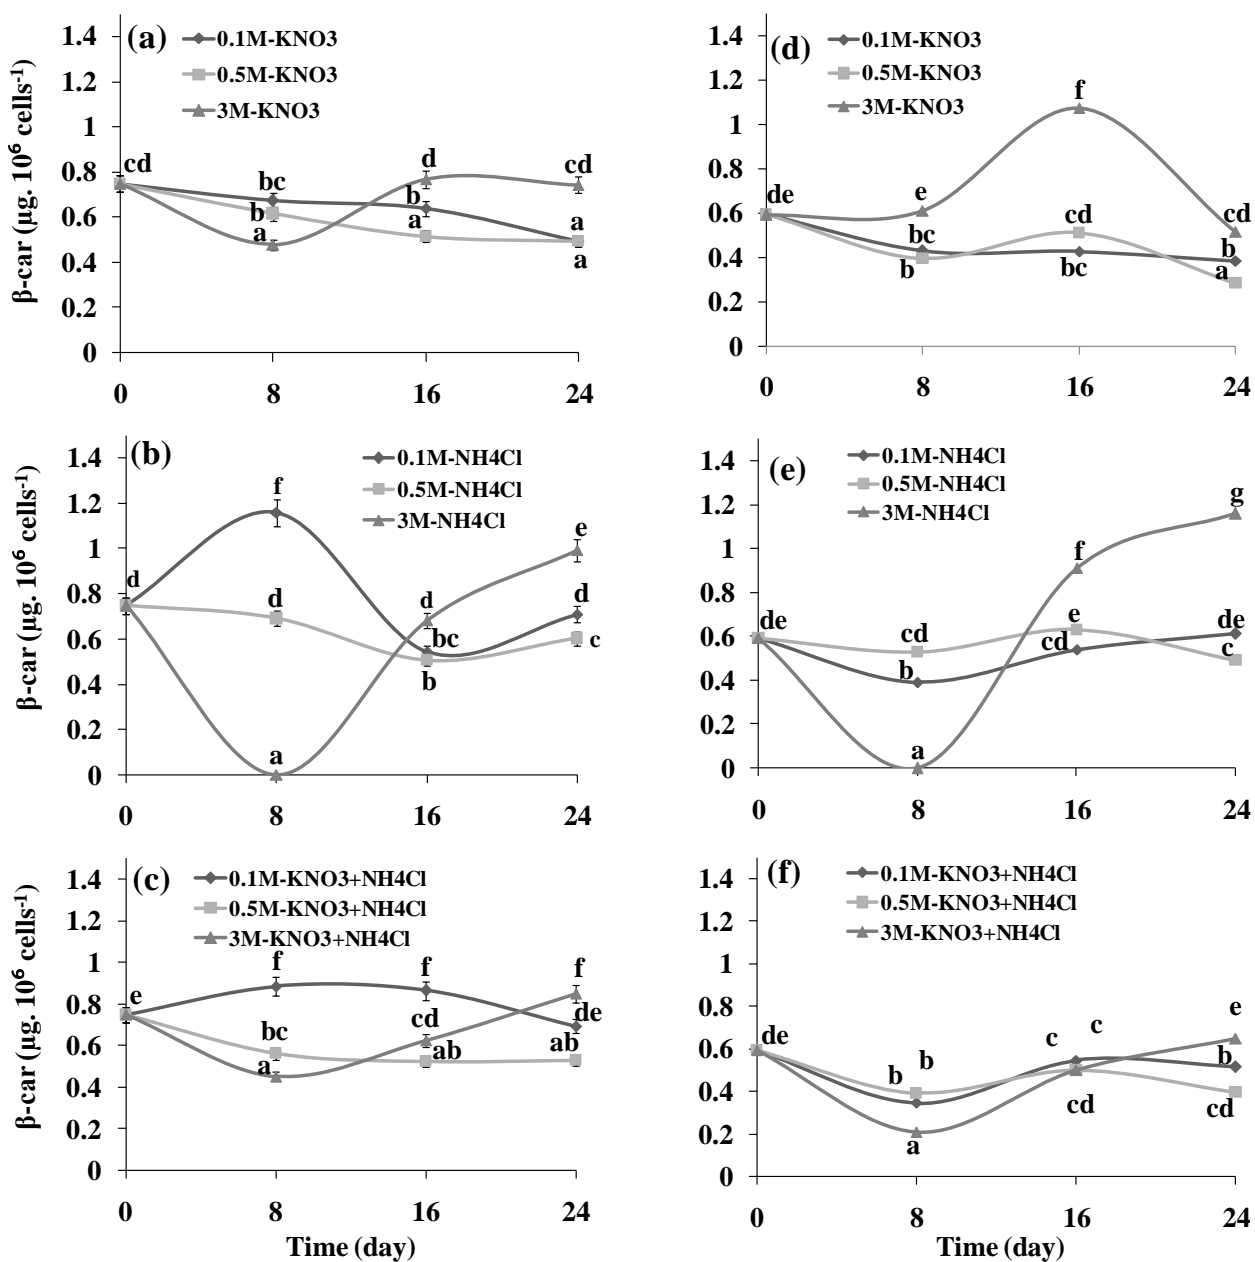 (a)
0.1M-KNO3
0.5M-KNO3
3M-KNO3
β-car (µg. 10⁶ cells⁻¹)
1.4
1.2
1
0.8
0.6
0.4
0.2
0
cd
bc
b
a
d
b
a
cd
a
a
0 8 16 24
(d)
0.1M-KNO3
0.5M-KNO3
3M-KNO3
1.4
1.2
1
0.8
0.6
0.4
0.2
0
de
e
bc
b
f
cd
bc
cd
b
a
0 8 16 24
(b)
0.1M-NH4Cl
0.5M-NH4Cl
3M-NH4Cl
β-car (µg. 10⁶ cells⁻¹)
1.4
1.2
1
0.8
0.6
0.4
0.2
0
d
f
d
a
d
bc
b
e
d
c
0 8 16 24
(e)
0.1M-NH4Cl
0.5M-NH4Cl
3M-NH4Cl
1.4
1.2
1
0.8
0.6
0.4
0.2
0
de
cd
b
a
f
e
cd
g
de
c
0 8 16 24
(c)
0.1M-KNO3+NH4Cl
0.5M-KNO3+NH4Cl
3M-KNO3+NH4Cl
β-car (µg. 10⁶ cells⁻¹)
1.4
1.2
1
0.8
0.6
0.4
0.2
0
e
f
bc
a
f
cd
ab
f
de
ab
0 8 16 24
Time (day)
(f)
0.1M-KNO3+NH4Cl
0.5M-KNO3+NH4Cl
3M-KNO3+NH4Cl
1.4
1.2
1
0.8
0.6
0.4
0.2
0
de
b
b
a
c
c
cd
e
b
cd
0 8 16 24
Time (day)